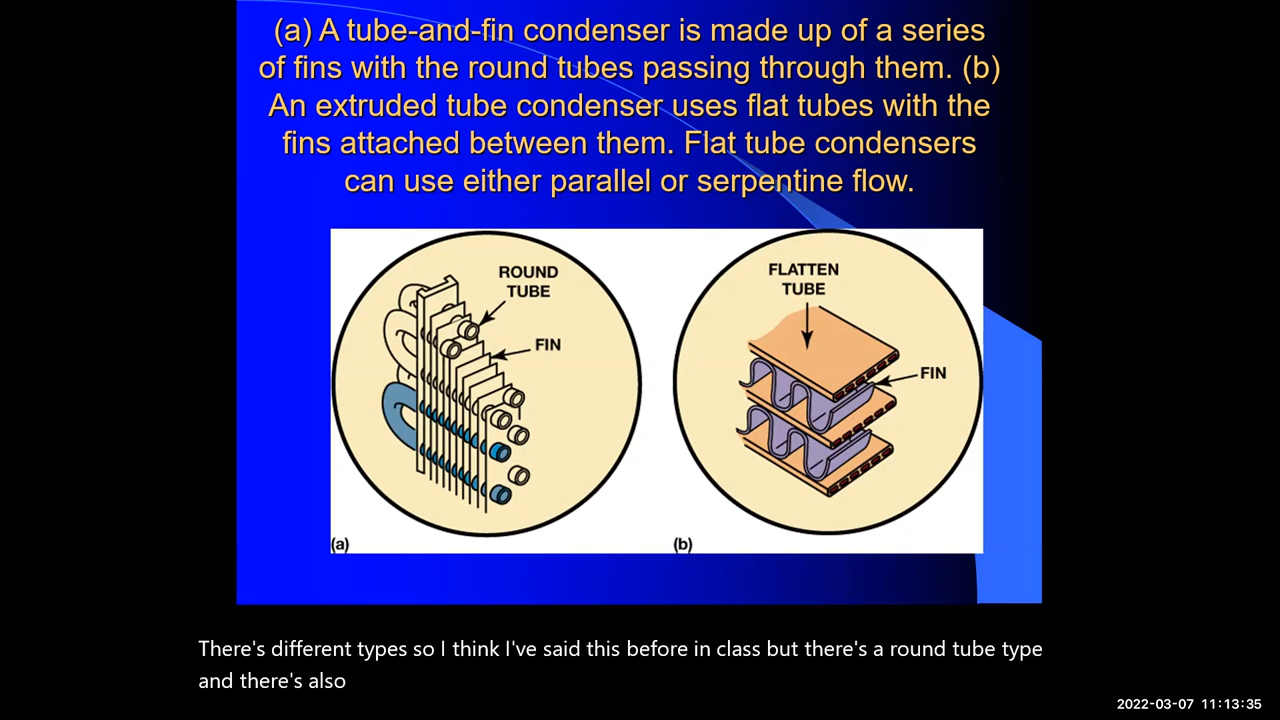 (a) A tube-and-fin condenser is made up of a series
of fins with the round tubes passing through them. (b)
An extruded tube condenser uses flat tubes with the
fins attached between them. Flat tube condensers
can use either parallel or serpentine flow.
ROUND
TUBE
FIN
(a)
FLATTEN
TUBE
FIN
(b)
There's different types so I think I've said this before in class but there's a round tube type
and there's also
2022-03-07 11:13:35